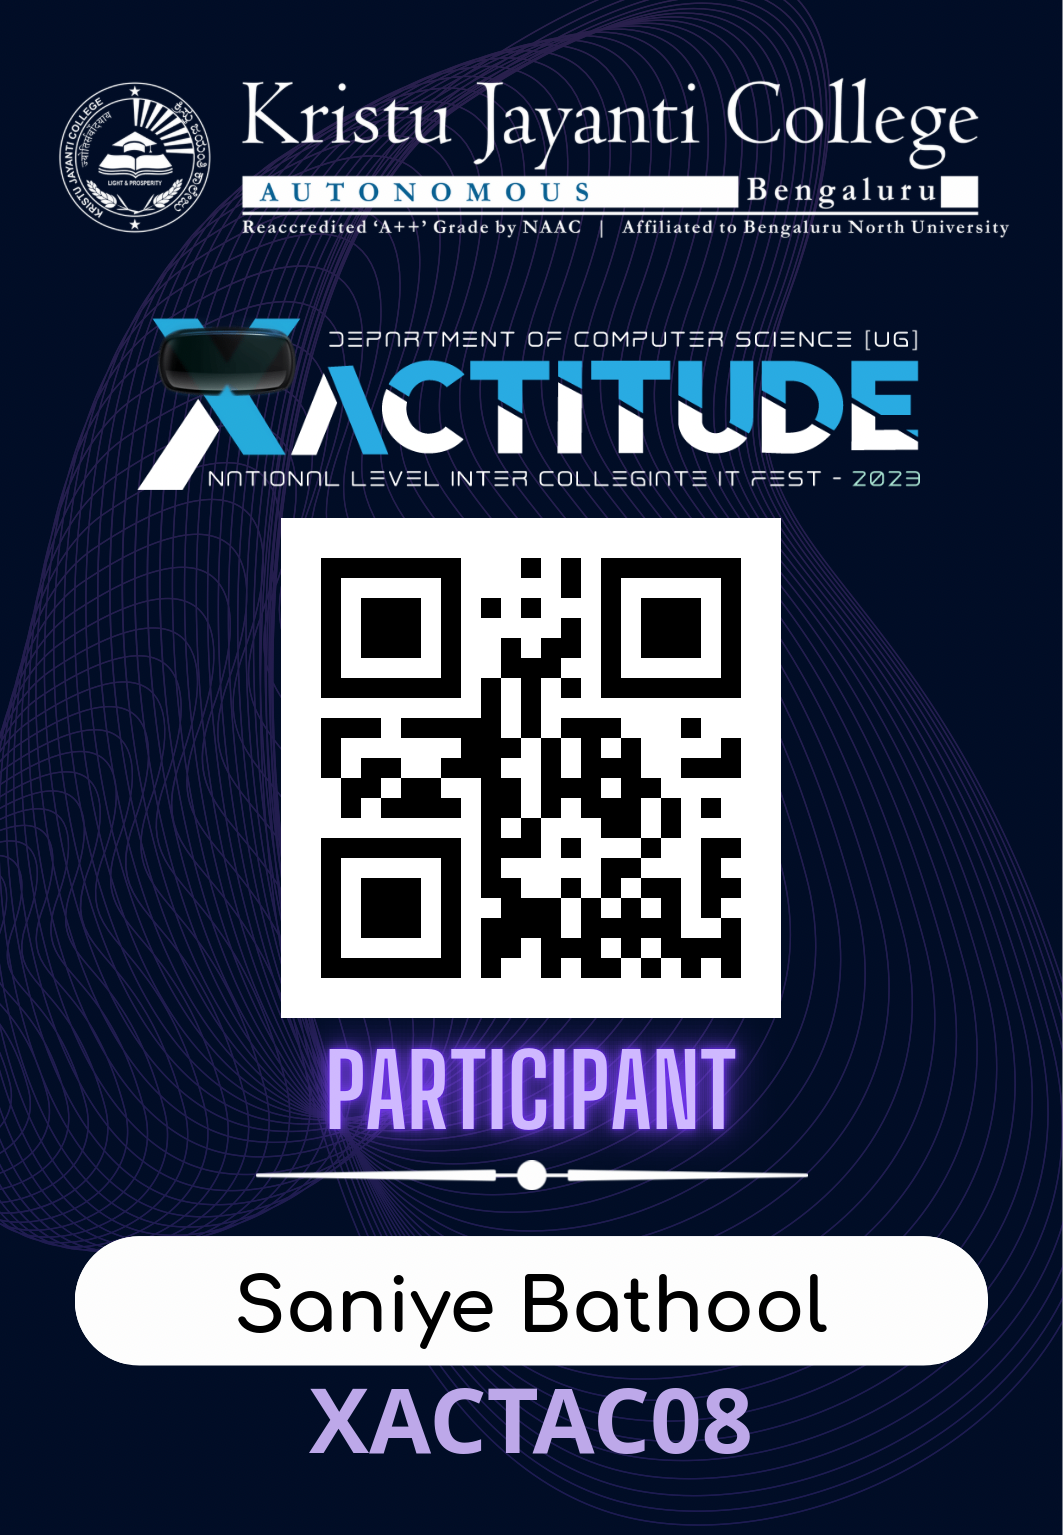 KRISTU JAYANTI COLLEGE
LIGHT & PROSPERITY
Kristu Jayanti College
AUTONOMOUS Bengaluru
Reaccredited ‘A++’ Grade by NAAC | Affiliated to Bengaluru North University
DEPARTMENT OF COMPUTER SCIENCE [UG]
XACTITUDE
NATIONAL LEVEL INTER COLLEGIATE IT FEST - 2023
PARTICIPANT
Saniye Bathool
XACTAC08